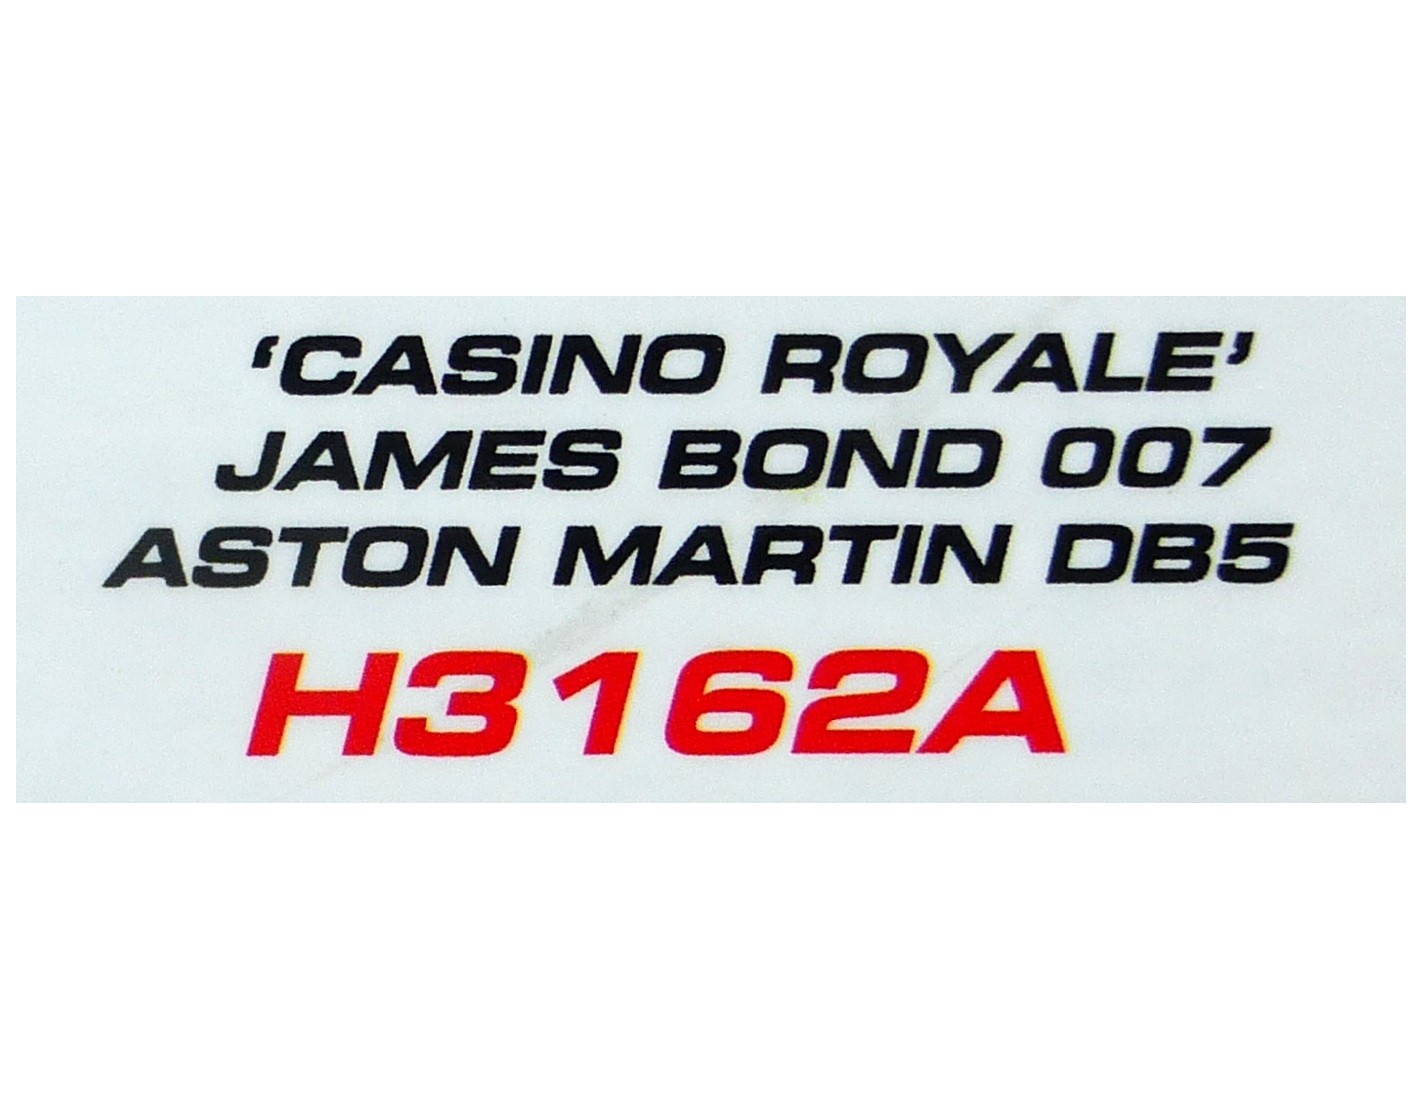 ‘CASINO ROYALE’
JAMES BOND 007
ASTON MARTIN DB5
H3162A